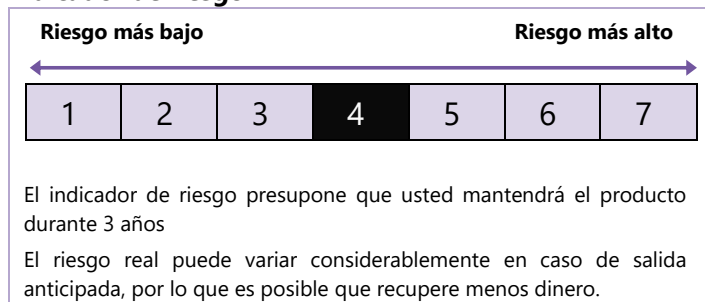 Riesgo más bajo Riesgo más alto
1 2 3 4 5 6 7
El indicador de riesgo presupone que usted mantendrá el producto
durante 3 años
El riesgo real puede variar considerablemente en caso de salida
anticipada, por lo que es posible que recupere menos dinero.